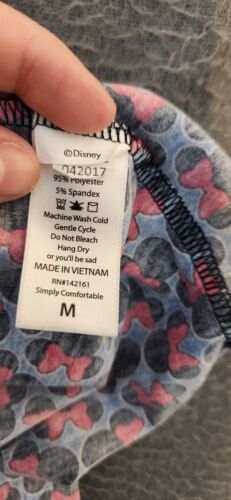 ©Disney
042017
95% Polyester
5% Spandex
Machine Wash Cold
Gentle Cycle
Do Not Bleach
Hang Dry
or you'll be sad
MADE IN VIETNAM
RN#142161
Simply Comfortable
M